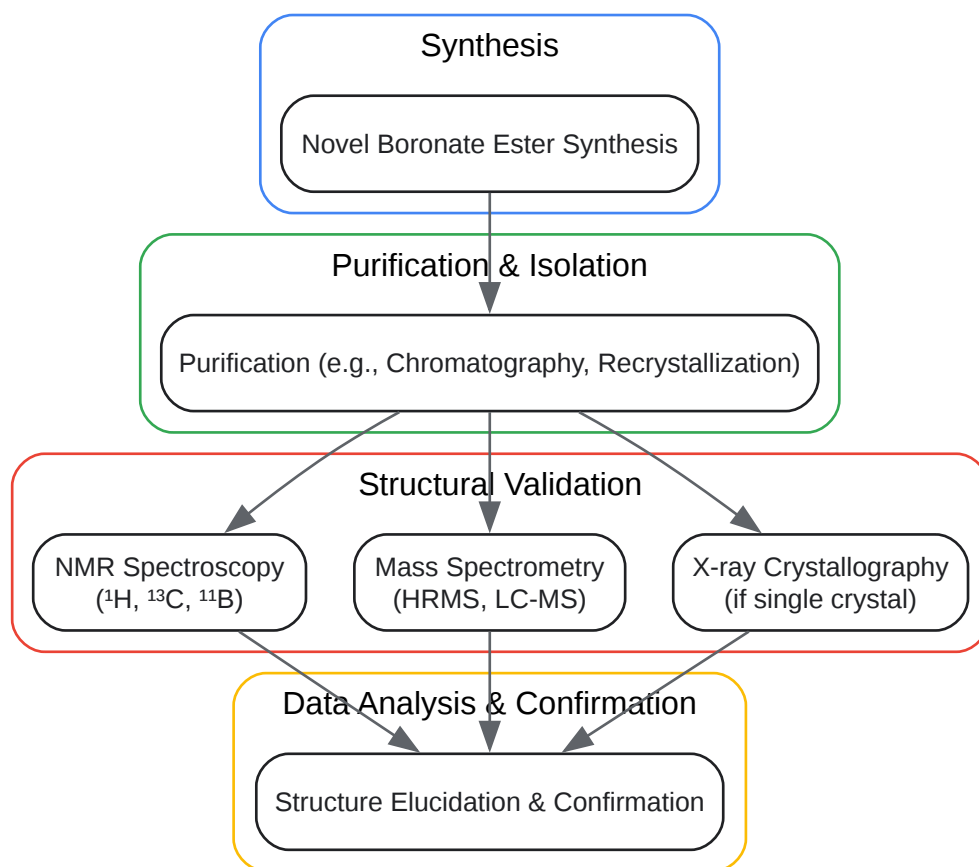 Synthesis
Novel Boronate Ester Synthesis
Purification & Isolation
Purification (e.g., Chromatography, Recrystallization)
Structural Validation
NMR Spectroscopy
(¹H, ¹³C, ¹¹B)
Mass Spectrometry
(HRMS, LC-MS)
X-ray Crystallography
(if single crystal)
Data Analysis & Confirmation
Structure Elucidation & Confirmation